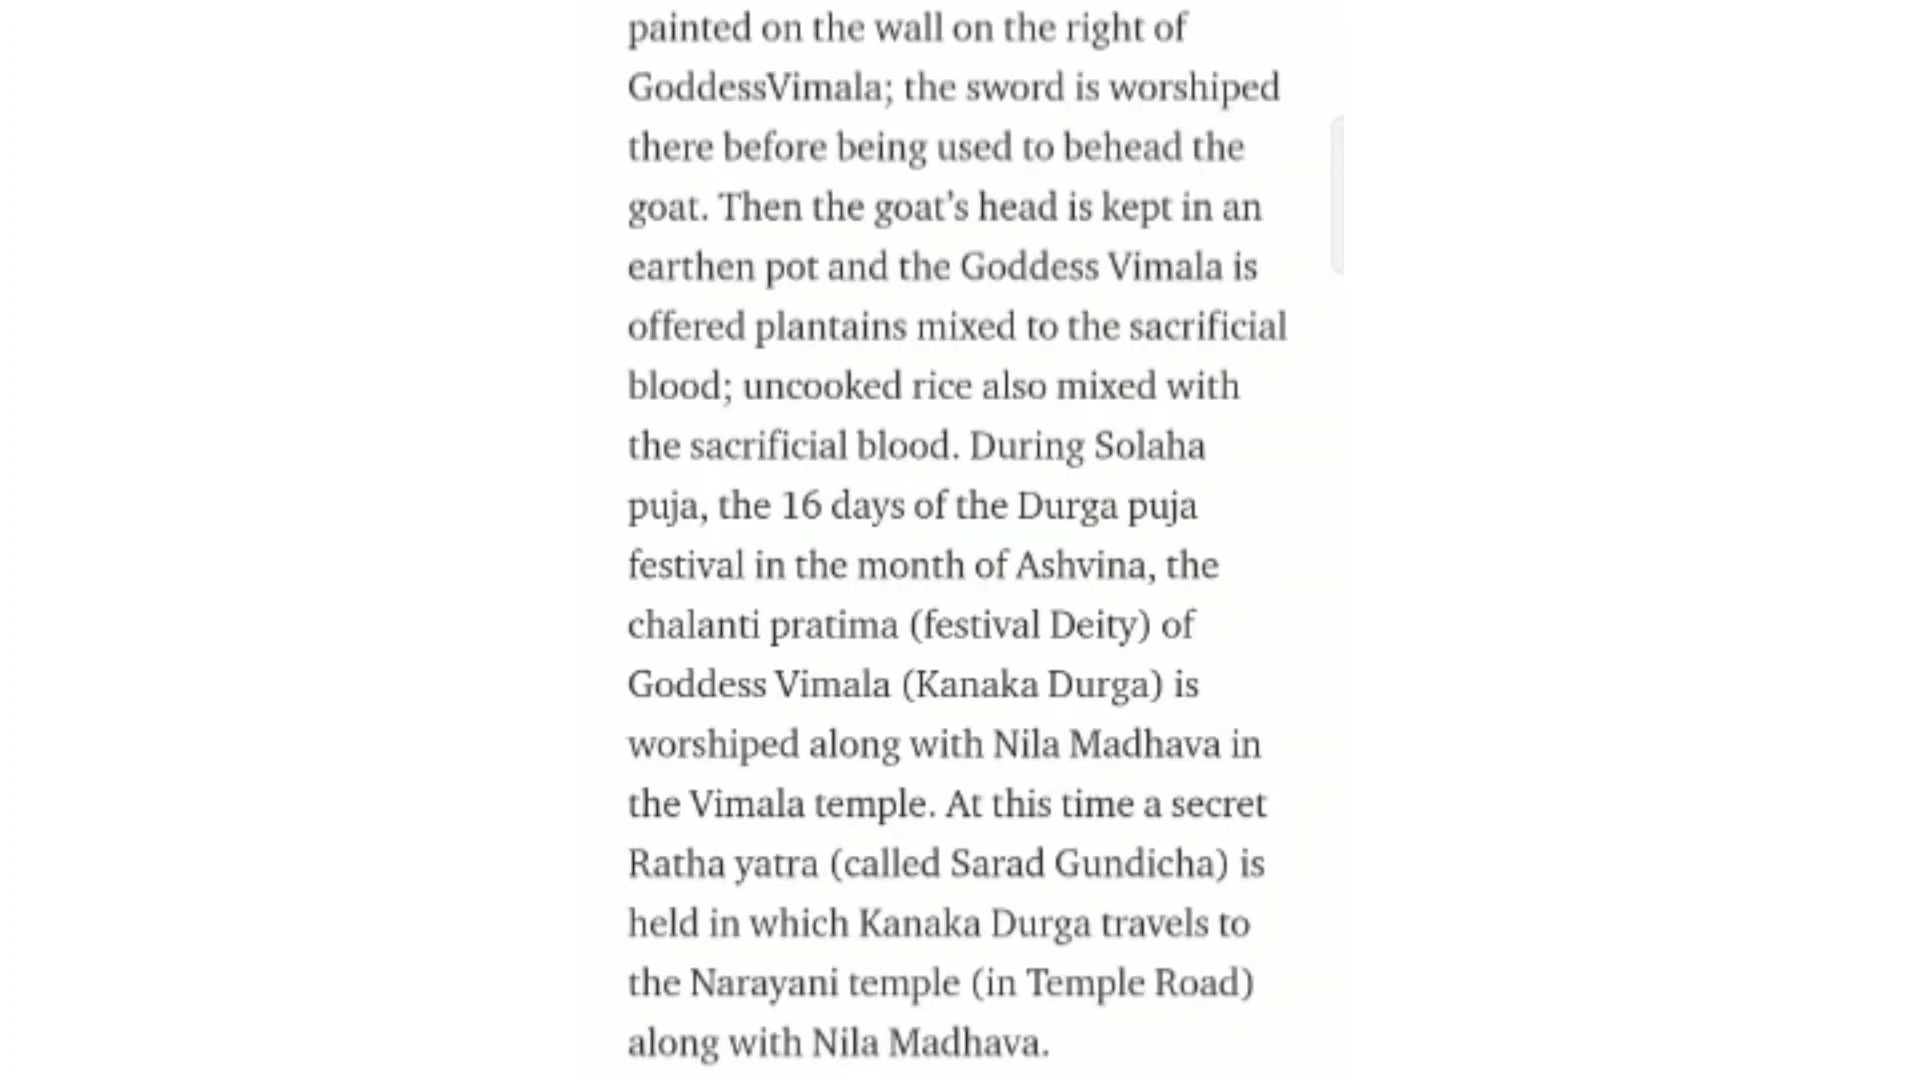 painted on the wall on the right of
GoddessVimala; the sword is worshiped
there before being used to behead the
goat. Then the goat’s head is kept in an
earthen pot and the Goddess Vimala is
offered plantains mixed to the sacrificial
blood; uncooked rice also mixed with
the sacrificial blood. During Solaha
puja, the 16 days of the Durga puja
festival in the month of Ashvina, the
chalanti pratima (festival Deity) of
Goddess Vimala (Kanaka Durga) is
worshiped along with Nila Madhava in
the Vimala temple. At this time a secret
Ratha yatra (called Sarad Gundicha) is
held in which Kanaka Durga travels to
the Narayani temple (in Temple Road)
along with Nila Madhava.